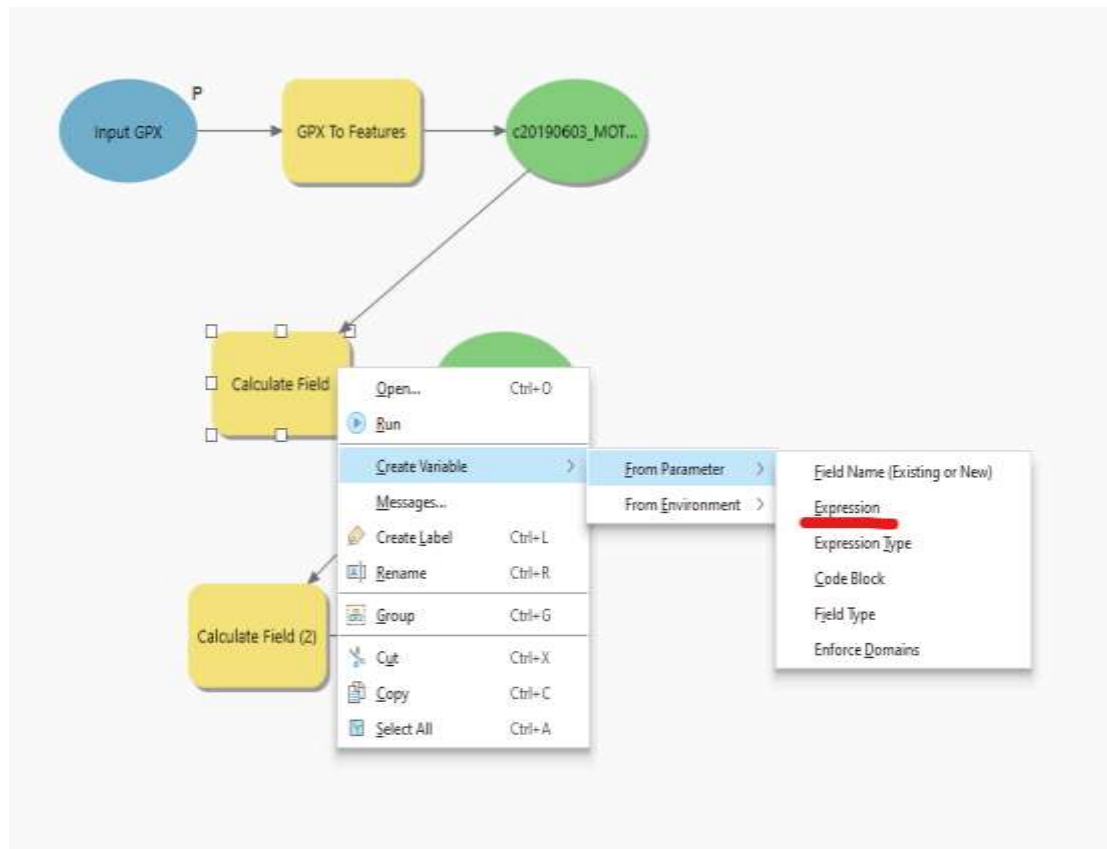 P
Input GPX
GPX To Features
c20190603_MOT...
Calculate Field
Open... Ctrl+O
Run
Create Variable
Messages...
Create Label Ctrl+L
Rename Ctrl+R
Group Ctrl+G
Cut Ctrl+X
Copy Ctrl+C
Select All Ctrl+A
From Parameter
From Environment
Field Name (Existing or New)
Expression
Expression Type
Code Block
Field Type
Enforce Domains
Calculate Field (2)